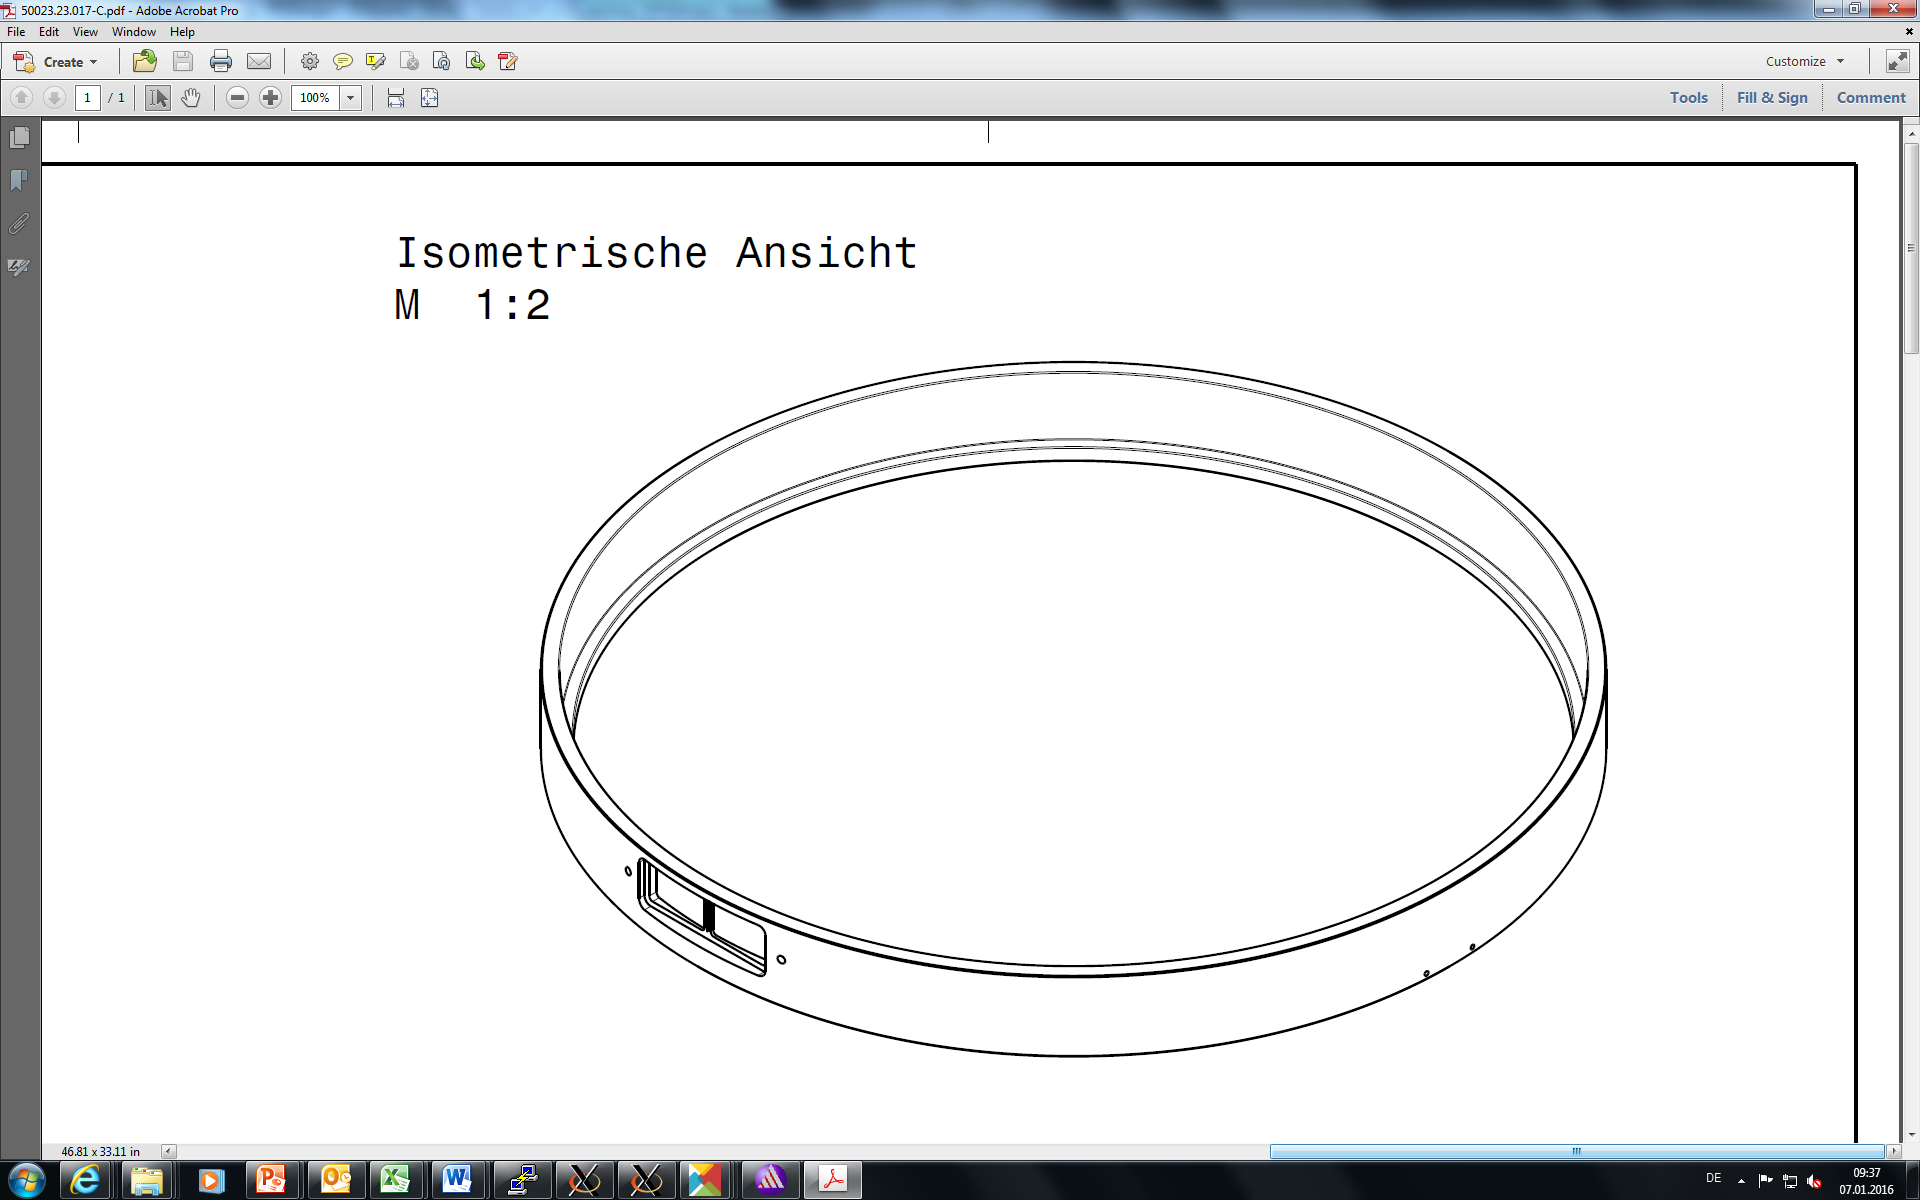 50023.23.017-C.pdf - Adobe Acrobat Pro
File Edit View Window Help
Create
Customize
1 / 1
100%
Tools Fill & Sign Comment
Isometrische Ansicht
M 1:2
46.81 x 33.11 in
DE
09:37
07.01.2016